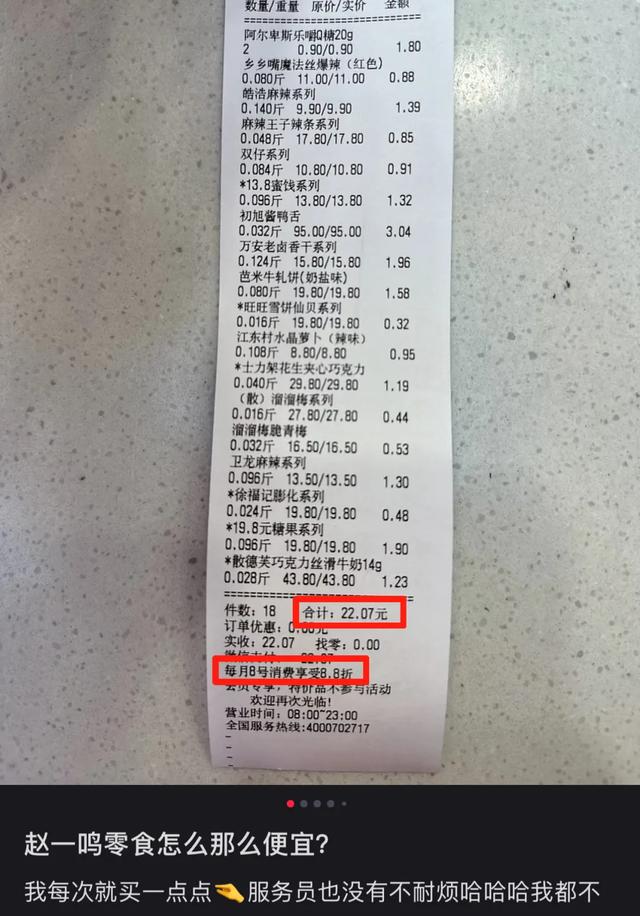 数量/重量 原价/实价 金额
阿尔卑斯乐嚼Q糖20g
2 0.90/0.90 1.80
乡乡嘴魔法丝爆辣（红色）
0.080斤 11.00/11.00 0.88
皓浩麻辣系列
0.140斤 9.90/9.90 1.39
麻辣王子辣条系列
0.048斤 17.80/17.80 0.85
双仔系列
0.084斤 10.80/10.80 0.91
*13.8蜜饯系列
0.096斤 13.80/13.80 1.32
初旭酱鸭舌
0.032斤 95.00/95.00 3.04
万安老卤香干系列
0.124斤 15.80/15.80 1.96
芭米牛轧饼(奶盐味)
0.080斤 19.80/19.80 1.58
*旺旺雪饼仙贝系列
0.016斤 19.80/19.80 0.32
江东村水晶萝卜（辣味）
0.108斤 8.80/8.80 0.95
*士力架花生夹心巧克力
0.040斤 29.80/29.80 1.19
（散）溜溜梅系列
0.016斤 27.80/27.80 0.44
溜溜梅脆青梅
0.032斤 16.50/16.50 0.53
卫龙麻辣系列
0.096斤 13.50/13.50 1.30
*徐福记膨化系列
0.024斤 19.80/19.80 0.48
*19.8元糖果系列
0.096斤 19.80/19.80 1.90
*散德芙巧克力丝滑牛奶14g
0.028斤 43.80/43.80 1.23
件数: 18 合计: 22.07元
订单优惠: 0.00元
实收: 22.07 找零: 0.00
每月8号消费享受8.8折
会员专享，特价品不参与活动
欢迎再次光临!
营业时间: 08:00~23:00
全国服务热线:4000702717
赵一鸣零食怎么那么便宜?
我每次就买一点点🤏服务员也没有不耐烦哈哈哈我都不